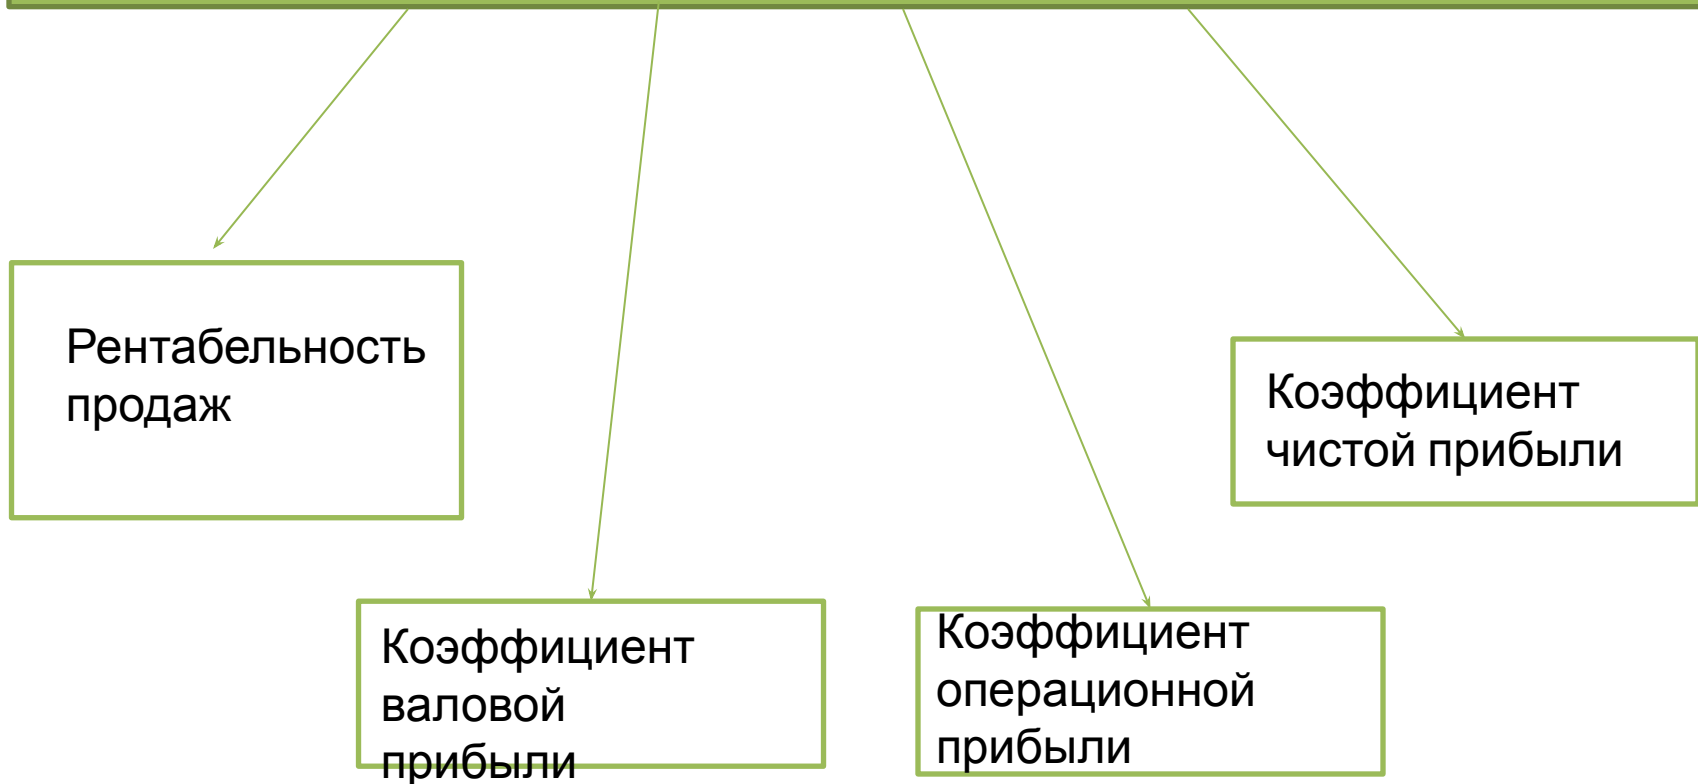 Рентабельность
продаж
Коэффициент
чистой прибыли
Коэффициент
валовой
прибыли
Коэффициент
операционной
прибыли